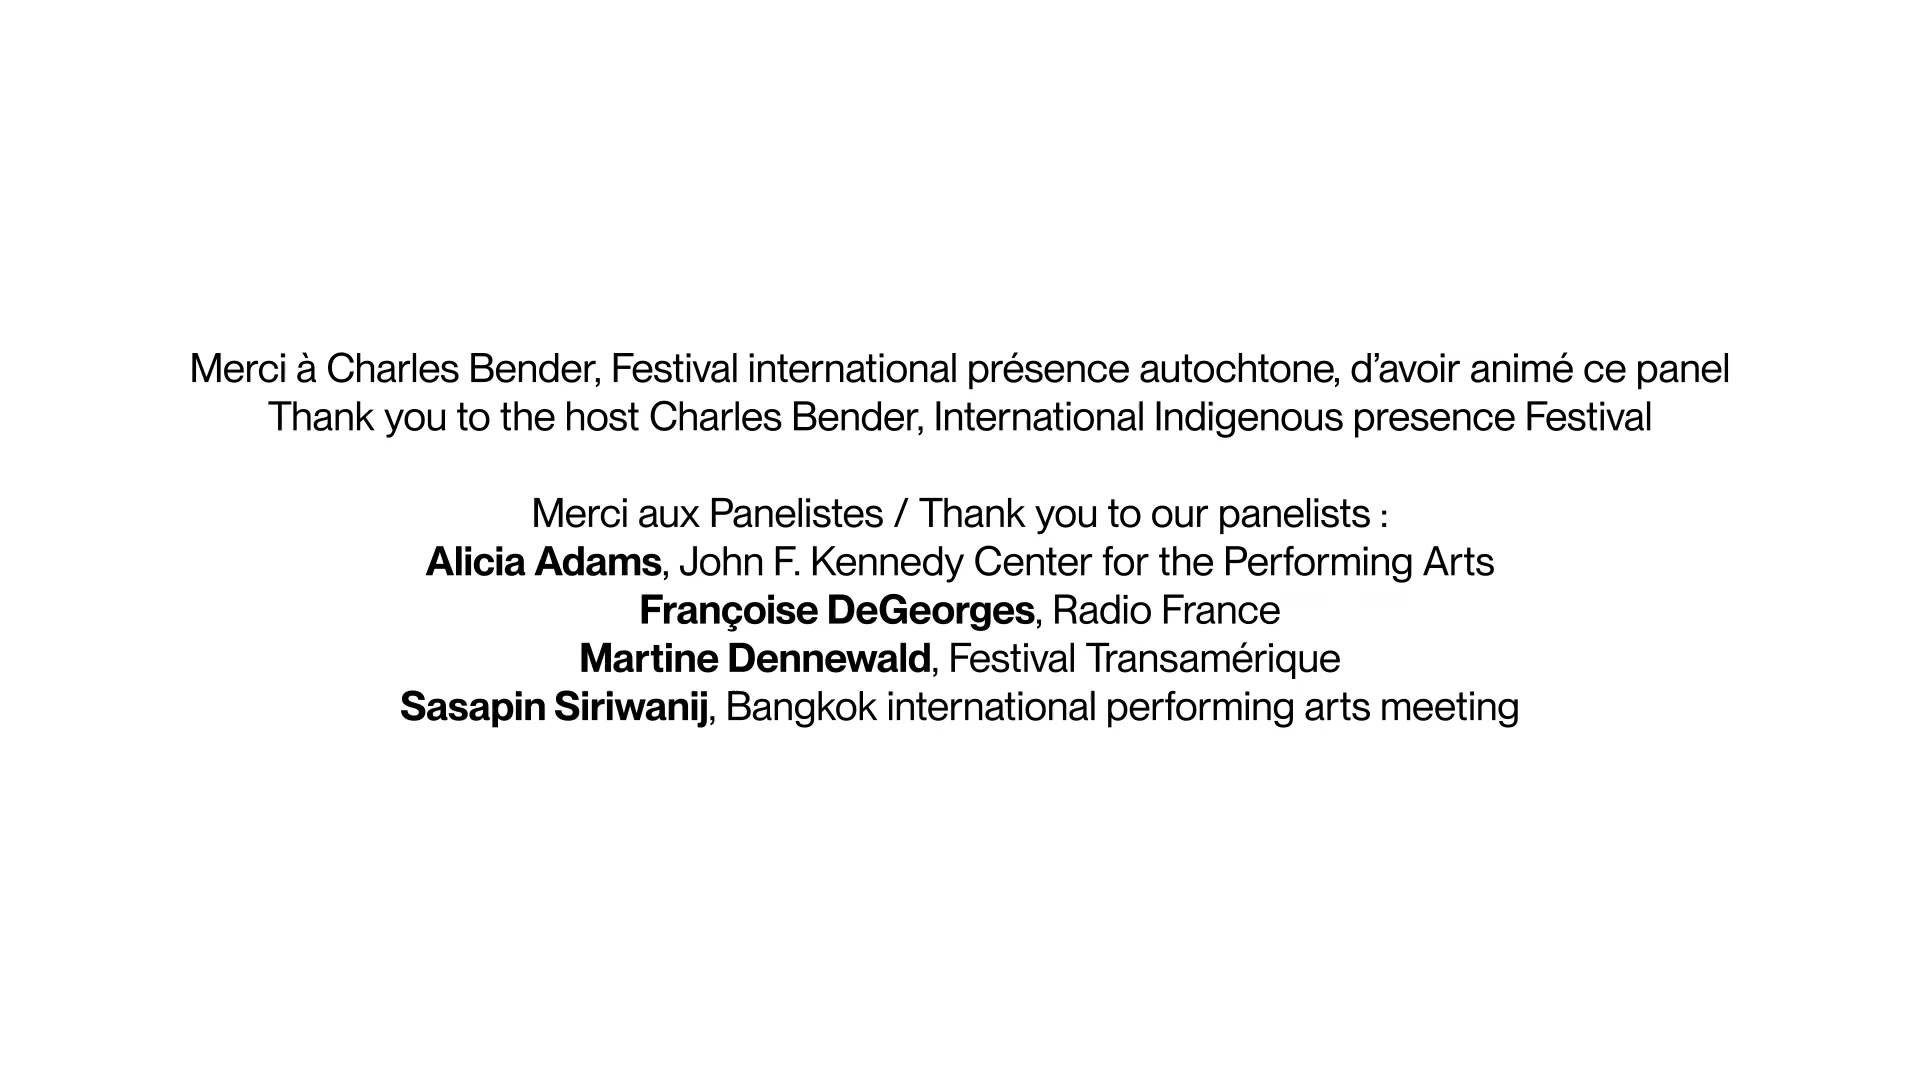 Merci à Charles Bender, Festival international présence autochtone, d’avoir animé ce panel
Thank you to the host Charles Bender, International Indigenous presence Festival
Merci aux Panelistes / Thank you to our panelists :
Alicia Adams, John F. Kennedy Center for the Performing Arts
Françoise DeGeorges, Radio France
Martine Dennewald, Festival Transamérique
Sasapin Siriwanij, Bangkok international performing arts meeting